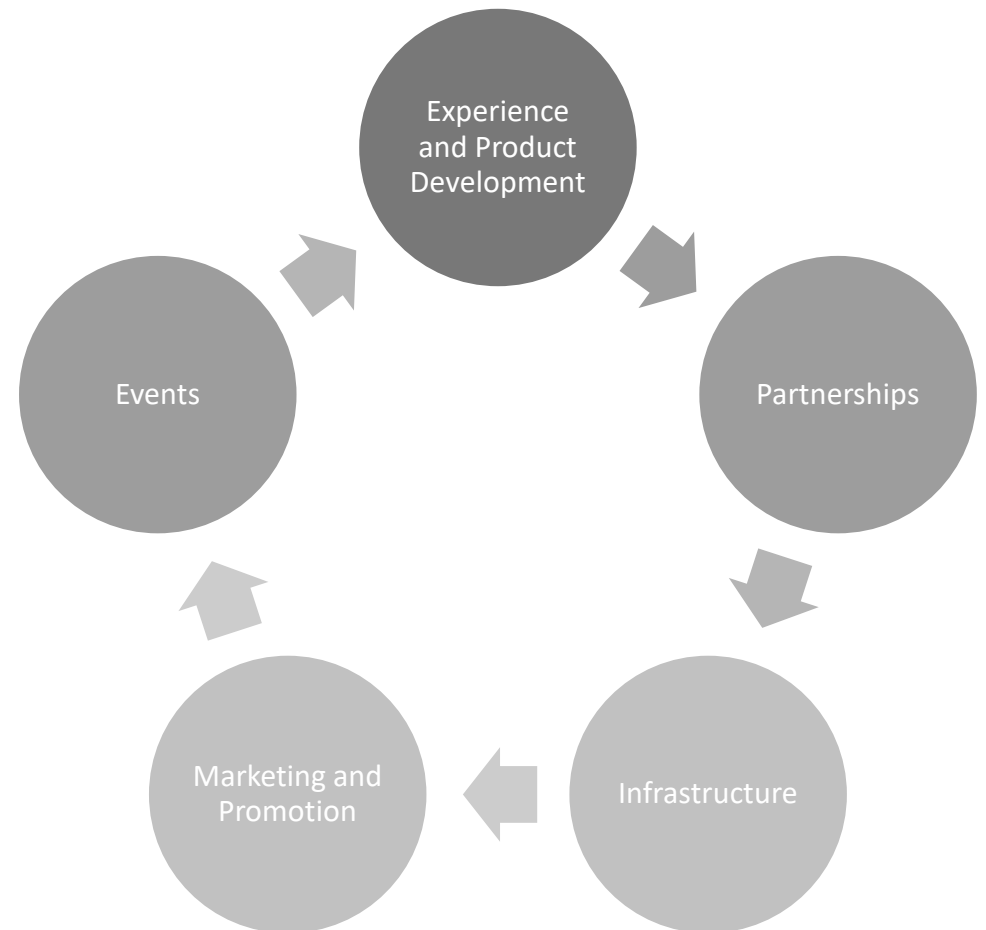 Experience
and Product
Development
Partnerships
Infrastructure
Marketing and
Promotion
Events